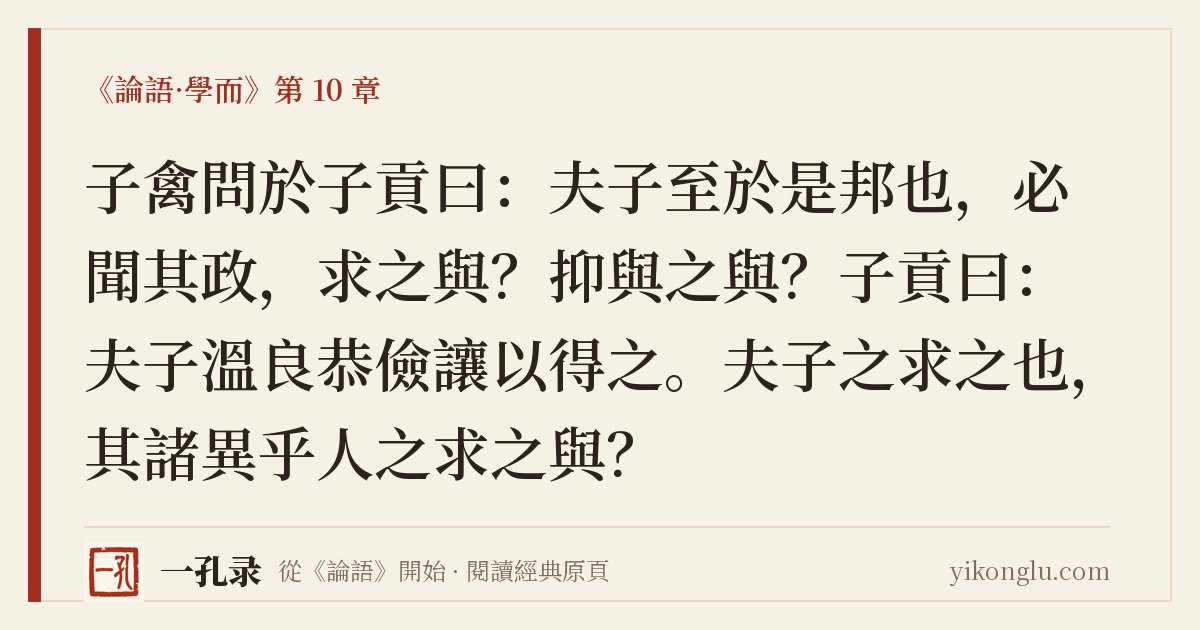 《論語·學而》第 10 章
子禽問於子貢曰：夫子至於是邦也，必
聞其政，求之與？抑與之與？子貢曰：
夫子溫良恭儉讓以得之。夫子之求之也，
其諸異乎人之求之與？
一孔
一孔录
從《論語》開始 · 閱讀經典原頁
yikonglu.com